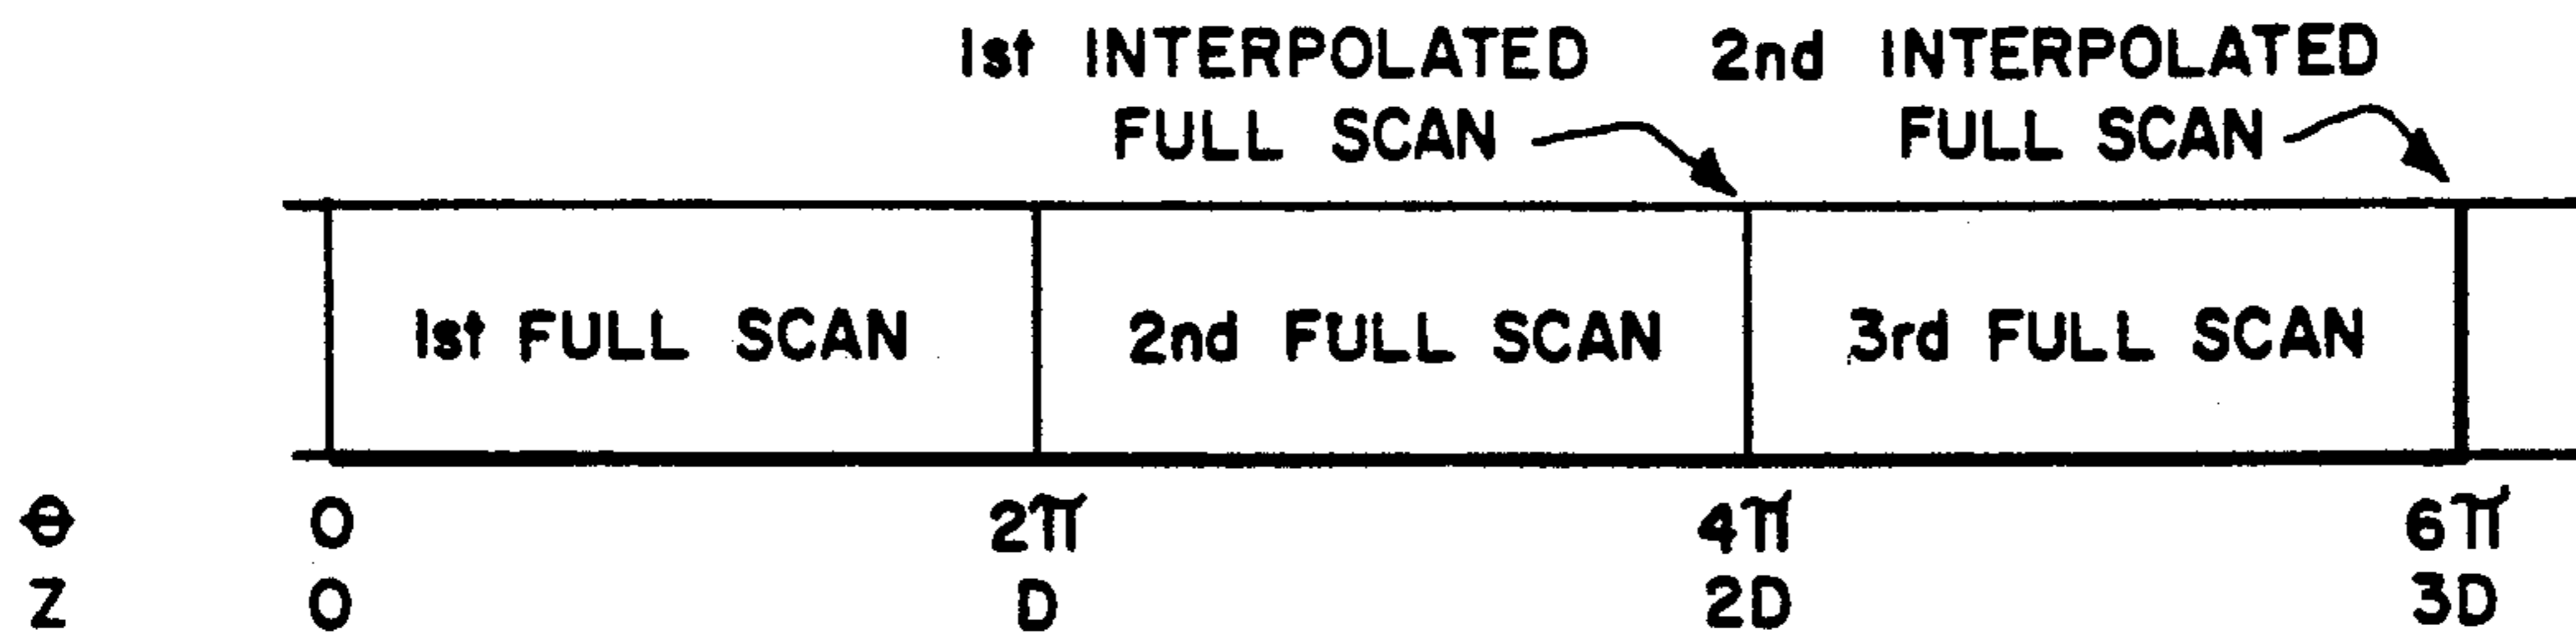 1st INTERPOLATED 2nd INTERPOLATED
FULL SCAN FULL SCAN
1st FULL SCAN 2nd FULL SCAN 3rd FULL SCAN
θ 0 2π 4π 6π
Z 0 D 2D 3D